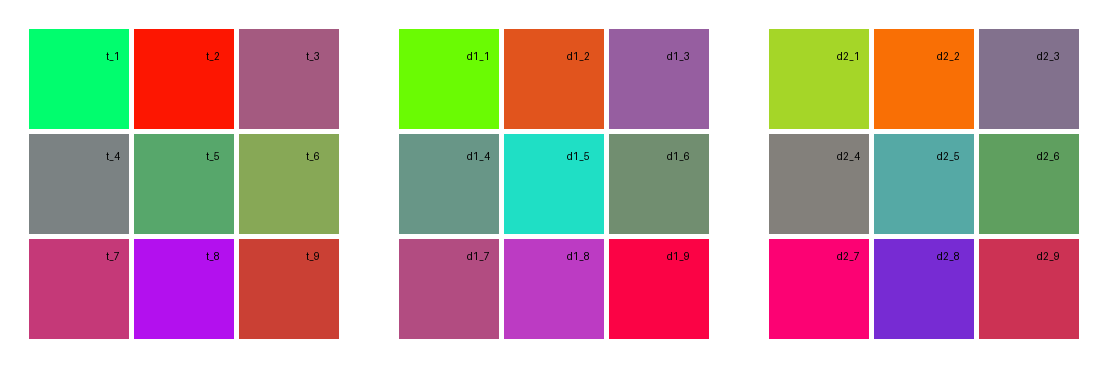 t_1 t_2 t_3 d1_1 d1_2 d1_3 d2_1 d2_2 d2_3
t_4 t_5 t_6 d1_4 d1_5 d1_6 d2_4 d2_5 d2_6
t_7 t_8 t_9 d1_7 d1_8 d1_9 d2_7 d2_8 d2_9